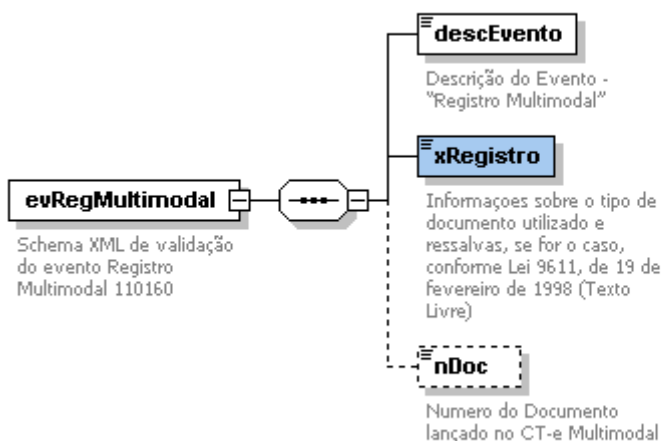 descEvento
Descrição do Evento -
"Registro Multimodal"
xRegistro
Informaçoes sobre o tipo de
documento utilizado e
ressalvas, se for o caso,
conforme Lei 9611, de 19 de
fevereiro de 1998 (Texto
Livre)
evRegMultimodal
Schema XML de validação
do evento Registro
Multimodal 110160
nDoc
Numero do Documento
lançado no CT-e Multimodal